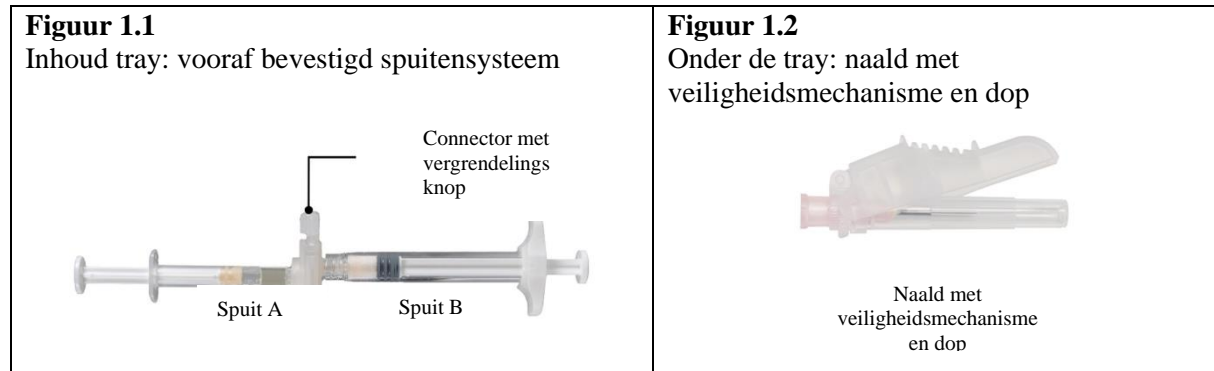 Figuur 1.1
Inhoud tray: vooraf bevestigd spuitensysteem
Connector met
vergrendelings
knop
Spuit A
Spuit B
Figuur 1.2
Onder de tray: naald met
veiligheidsmechanisme en dop
Naald met
veiligheidsmechanisme
en dop